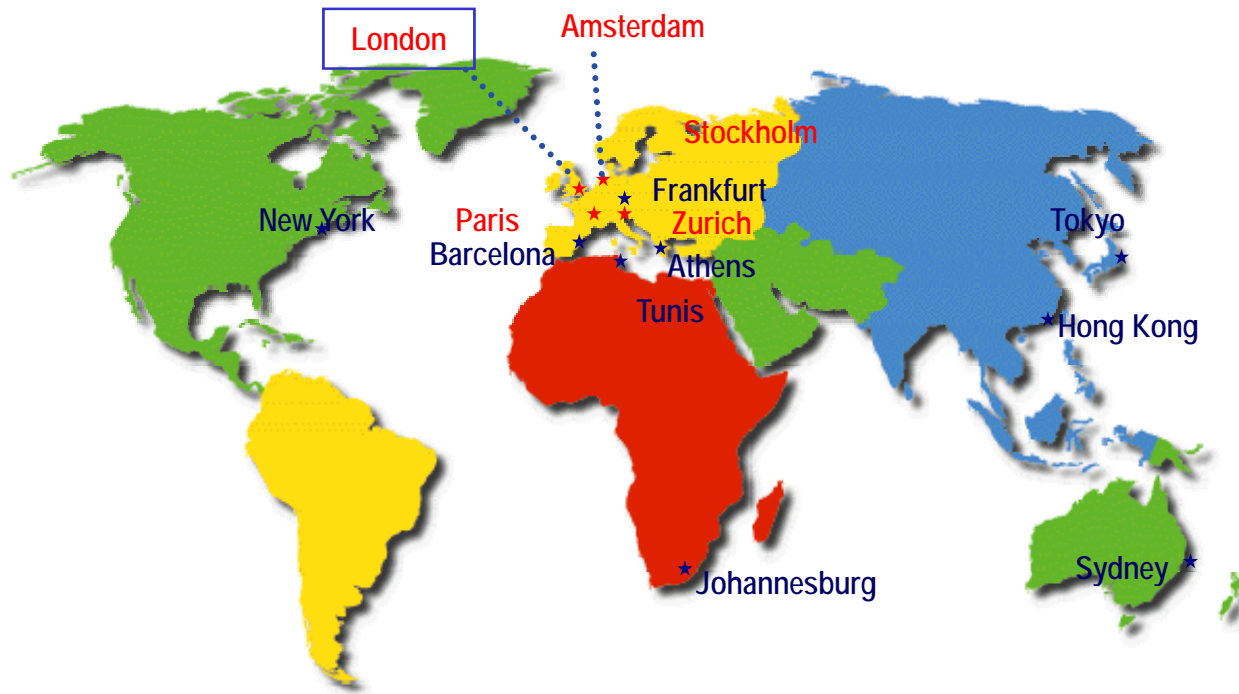 Amsterdam
London
Stockholm
Frankfurt
New York
Paris
Zurich
Tokyo
Barcelona
Athens
Tunis
Hong Kong
Sydney
Johannesburg